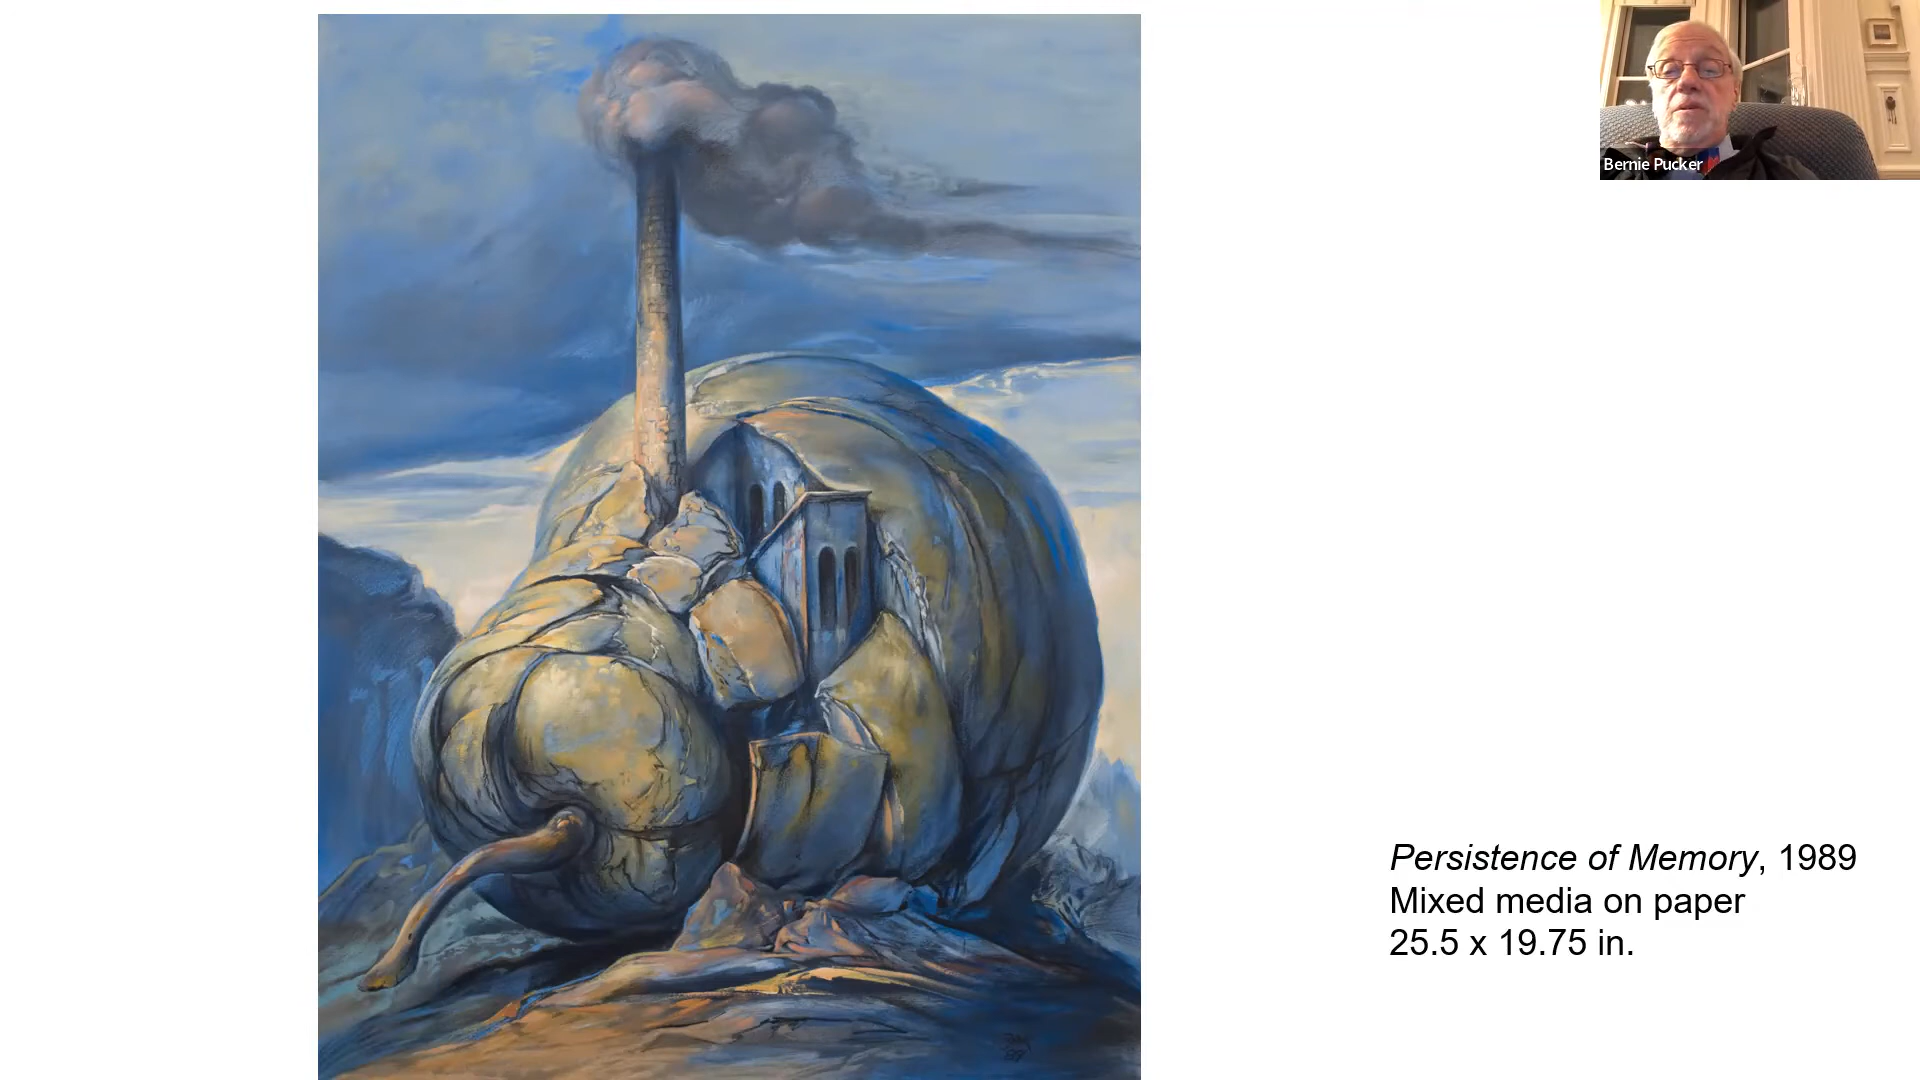 Bernie Pucker
Persistence of Memory, 1989
Mixed media on paper
25.5 x 19.75 in.